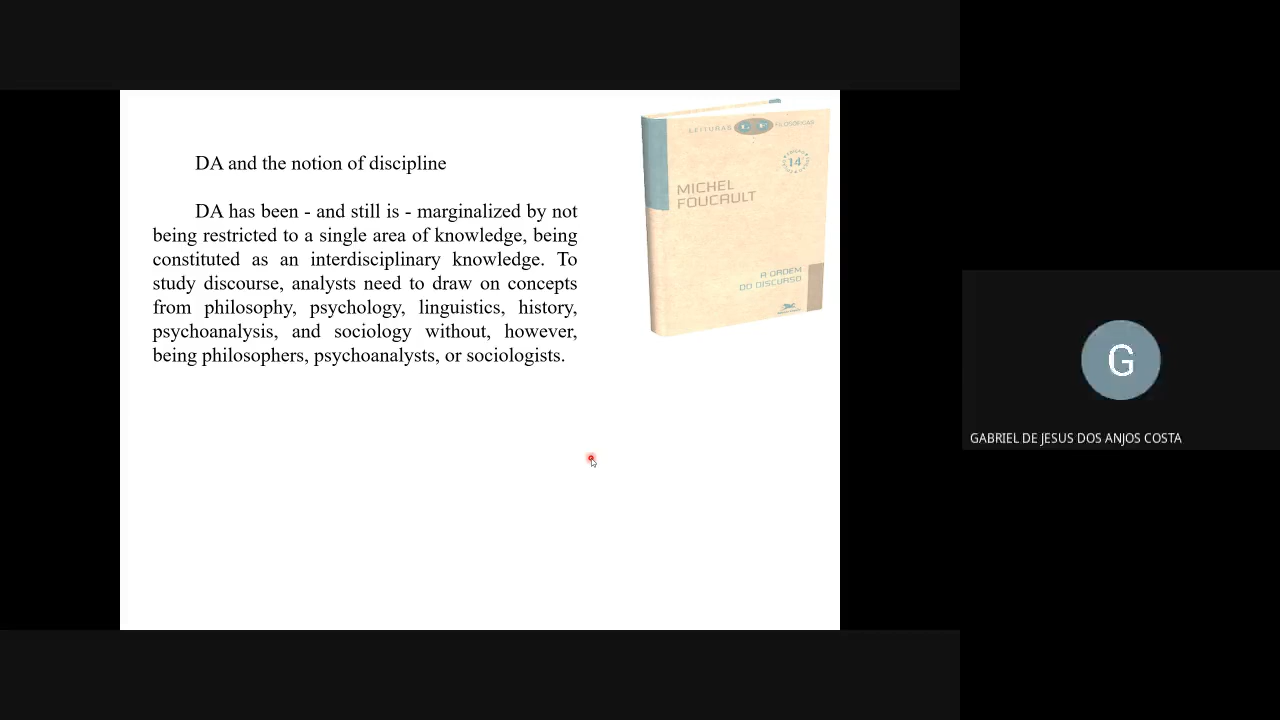 DA and the notion of discipline
DA has been - and still is - marginalized by not
being restricted to a single area of knowledge, being
constituted as an interdisciplinary knowledge. To
study discourse, analysts need to draw on concepts
from philosophy, psychology, linguistics, history,
psychoanalysis, and sociology without, however,
being philosophers, psychoanalysts, or sociologists.
LEITURAS FILOSÓFICAS
14ª
MICHEL
FOUCAULT
A ORDEM
DO DISCURSO
G
GABRIEL DE JESUS DOS ANJOS COSTA